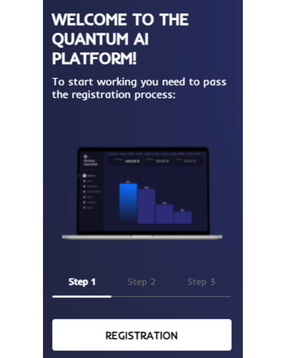 WELCOME TO THE
QUANTUM AI
PLATFORM!
To start working you need to pass
the registration process:
Step 1
Step 2
Step 3
REGISTRATION